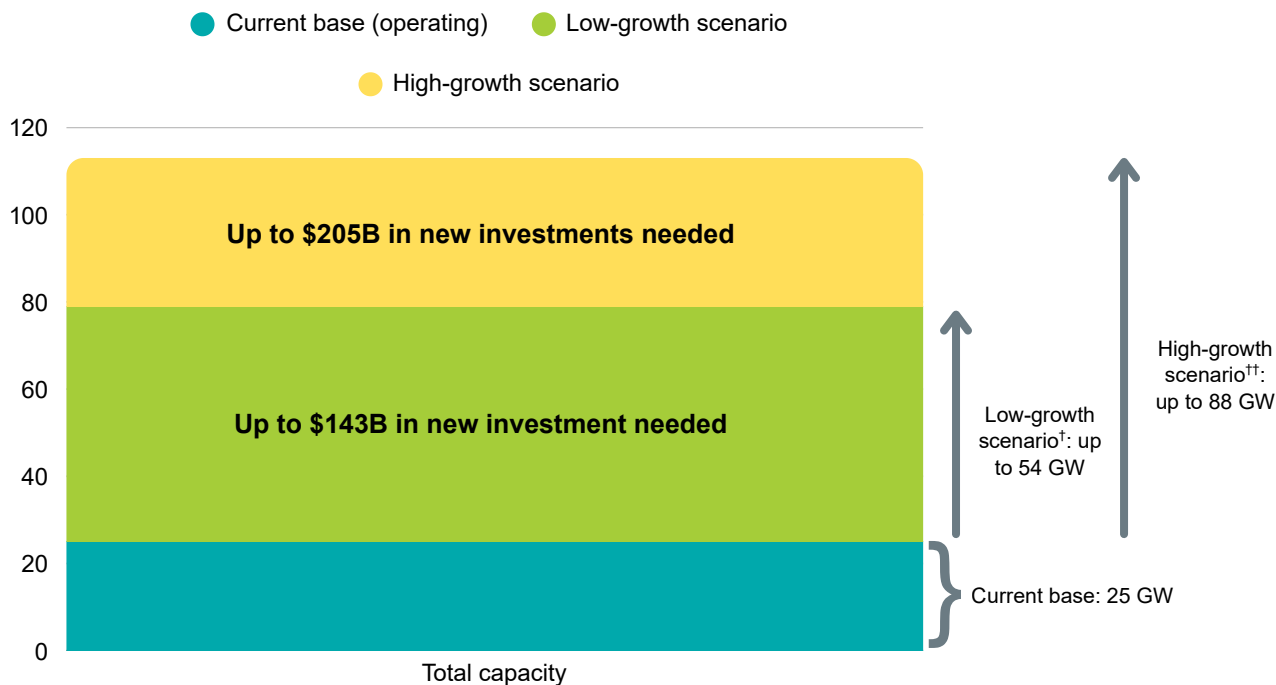 Current base (operating)
Low-growth scenario
High-growth scenario
120
100
80
60
40
20
0
Up to $205B in new investments needed
Up to $143B in new investment needed
Low-growth
scenario†: up
to 54 GW
High-growth
scenario††:
up to 88 GW
Current base: 25 GW
Total capacity